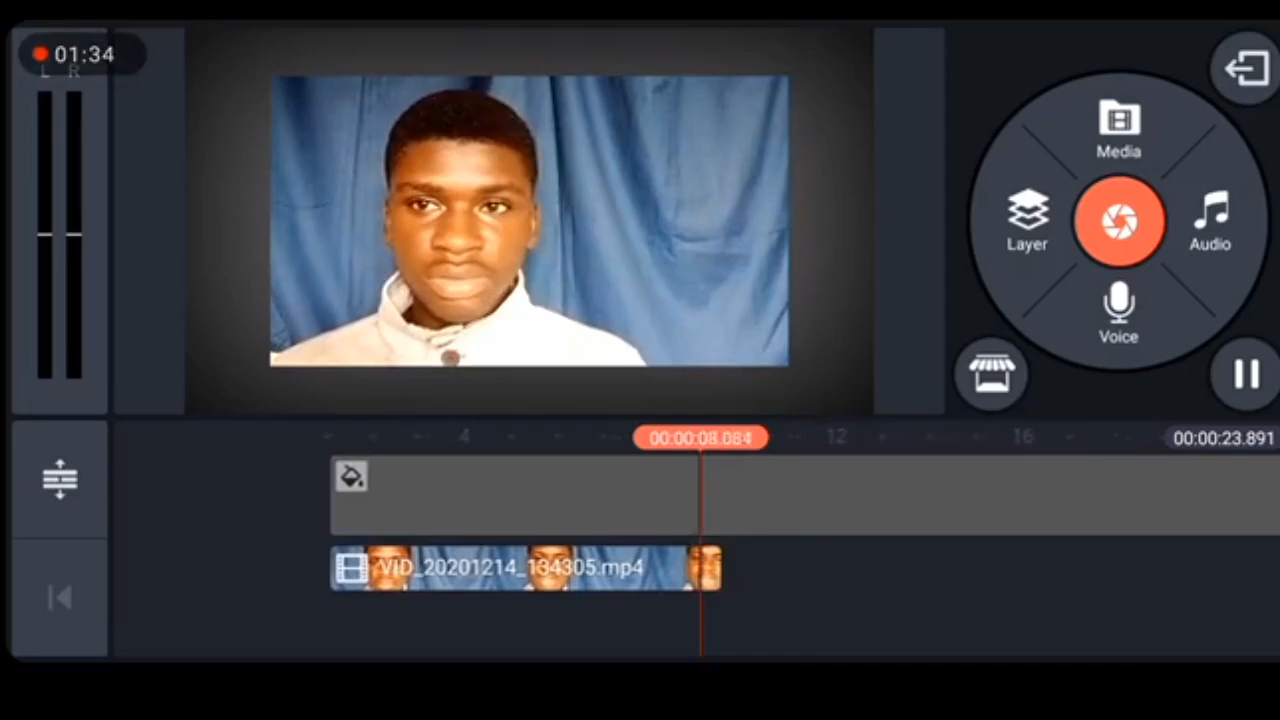 01:34
L R
Media
Layer
Audio
Voice
4
00:00:08.084
12
16
00:00:23.891
VID_20201214_134305.mp4